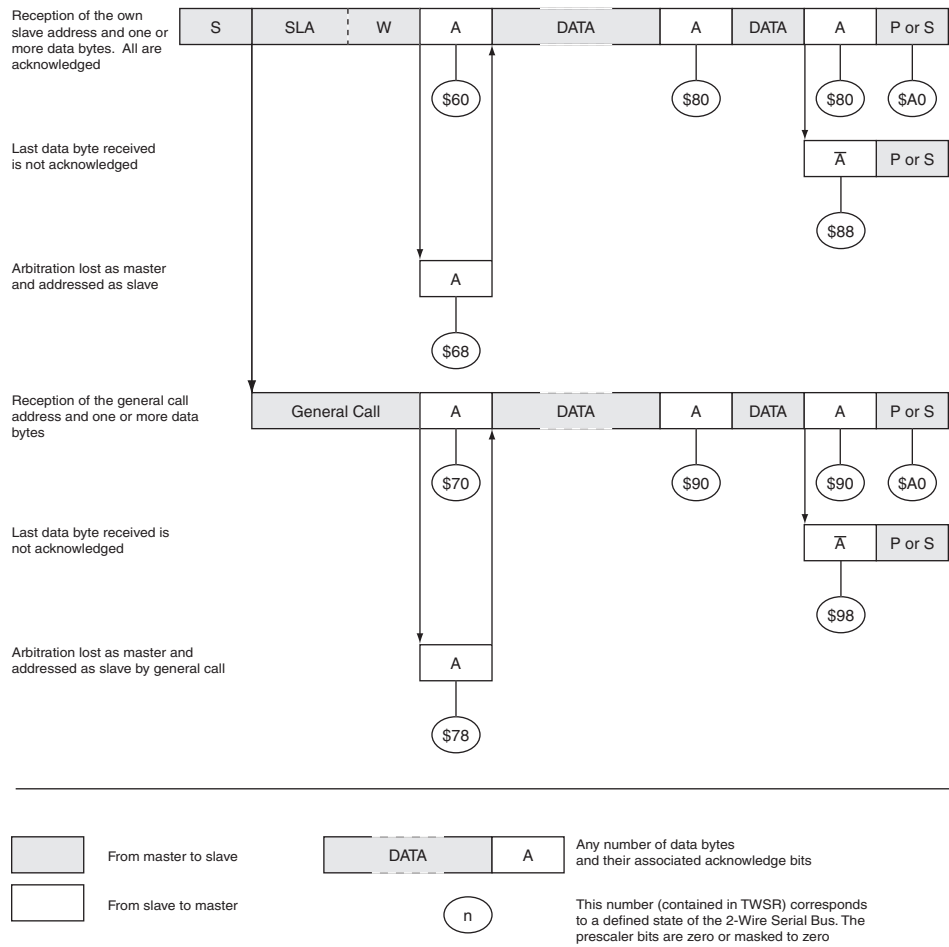 Reception of the own
slave address and one or
more data bytes. All are
acknowledged
S SLA W A DATA A DATA A P or S
$60 $80 $80 $A0
Last data byte received
is not acknowledged
A̅ P or S
$88
Arbitration lost as master
and addressed as slave
A
$68
Reception of the general call
address and one or more data
bytes
General Call A DATA A DATA A P or S
$70 $90 $90 $A0
Last data byte received is
not acknowledged
A̅ P or S
$98
Arbitration lost as master and
addressed as slave by general call
A
$78
From master to slave
DATA A
Any number of data bytes
and their associated acknowledge bits
From slave to master
n
This number (contained in TWSR) corresponds
to a defined state of the 2-Wire Serial Bus. The
prescaler bits are zero or masked to zero